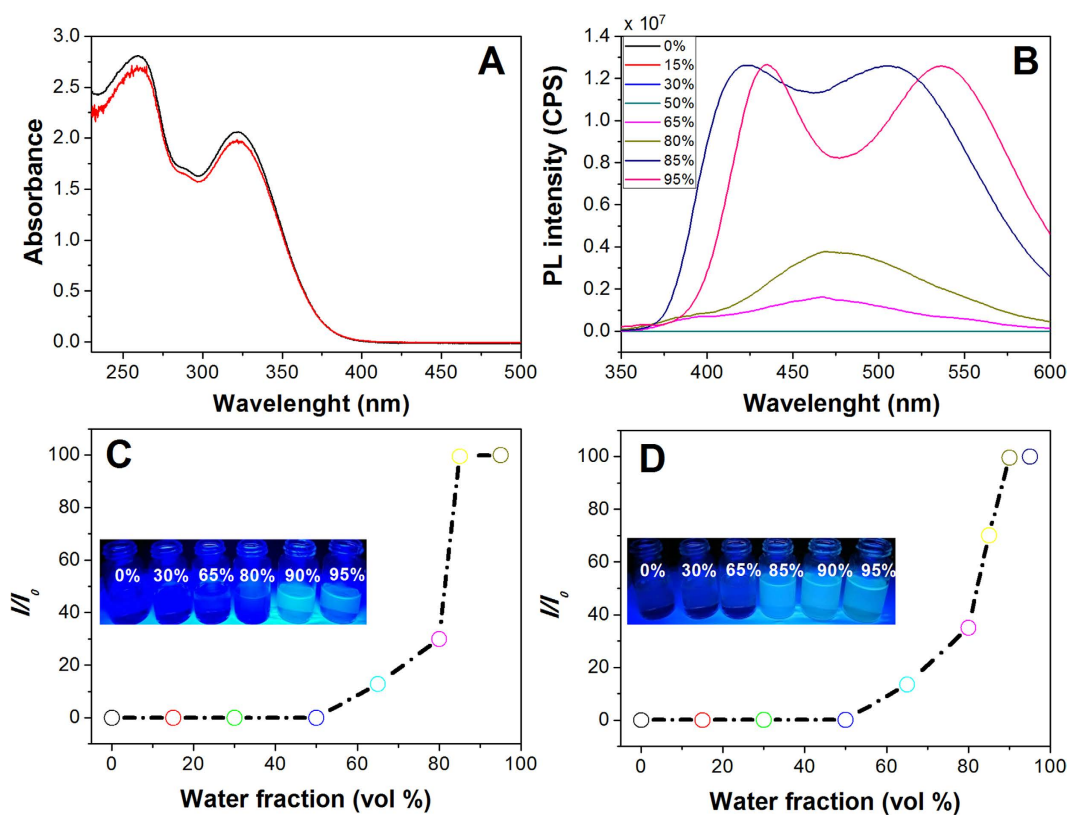 A
3.0
2.5
2.0
1.5
1.0
0.5
0.0
Absorbance
250 300 350 400 450 500
Wavelenght (nm)
x 10⁷
B
1.4
1.2
1.0
0.8
0.6
0.4
0.2
0.0
PL intensity (CPS)
0%
15%
30%
50%
65%
80%
85%
95%
350 400 450 500 550 600
Wavelenght (nm)
C
100
80
60
40
20
0
I/I₀
0% 30% 65% 80% 90% 95%
0 20 40 60 80 100
Water fraction (vol %)
D
100
80
60
40
20
0
I/I₀
0% 30% 65% 85% 90% 95%
0 20 40 60 80 100
Water fraction (vol %)